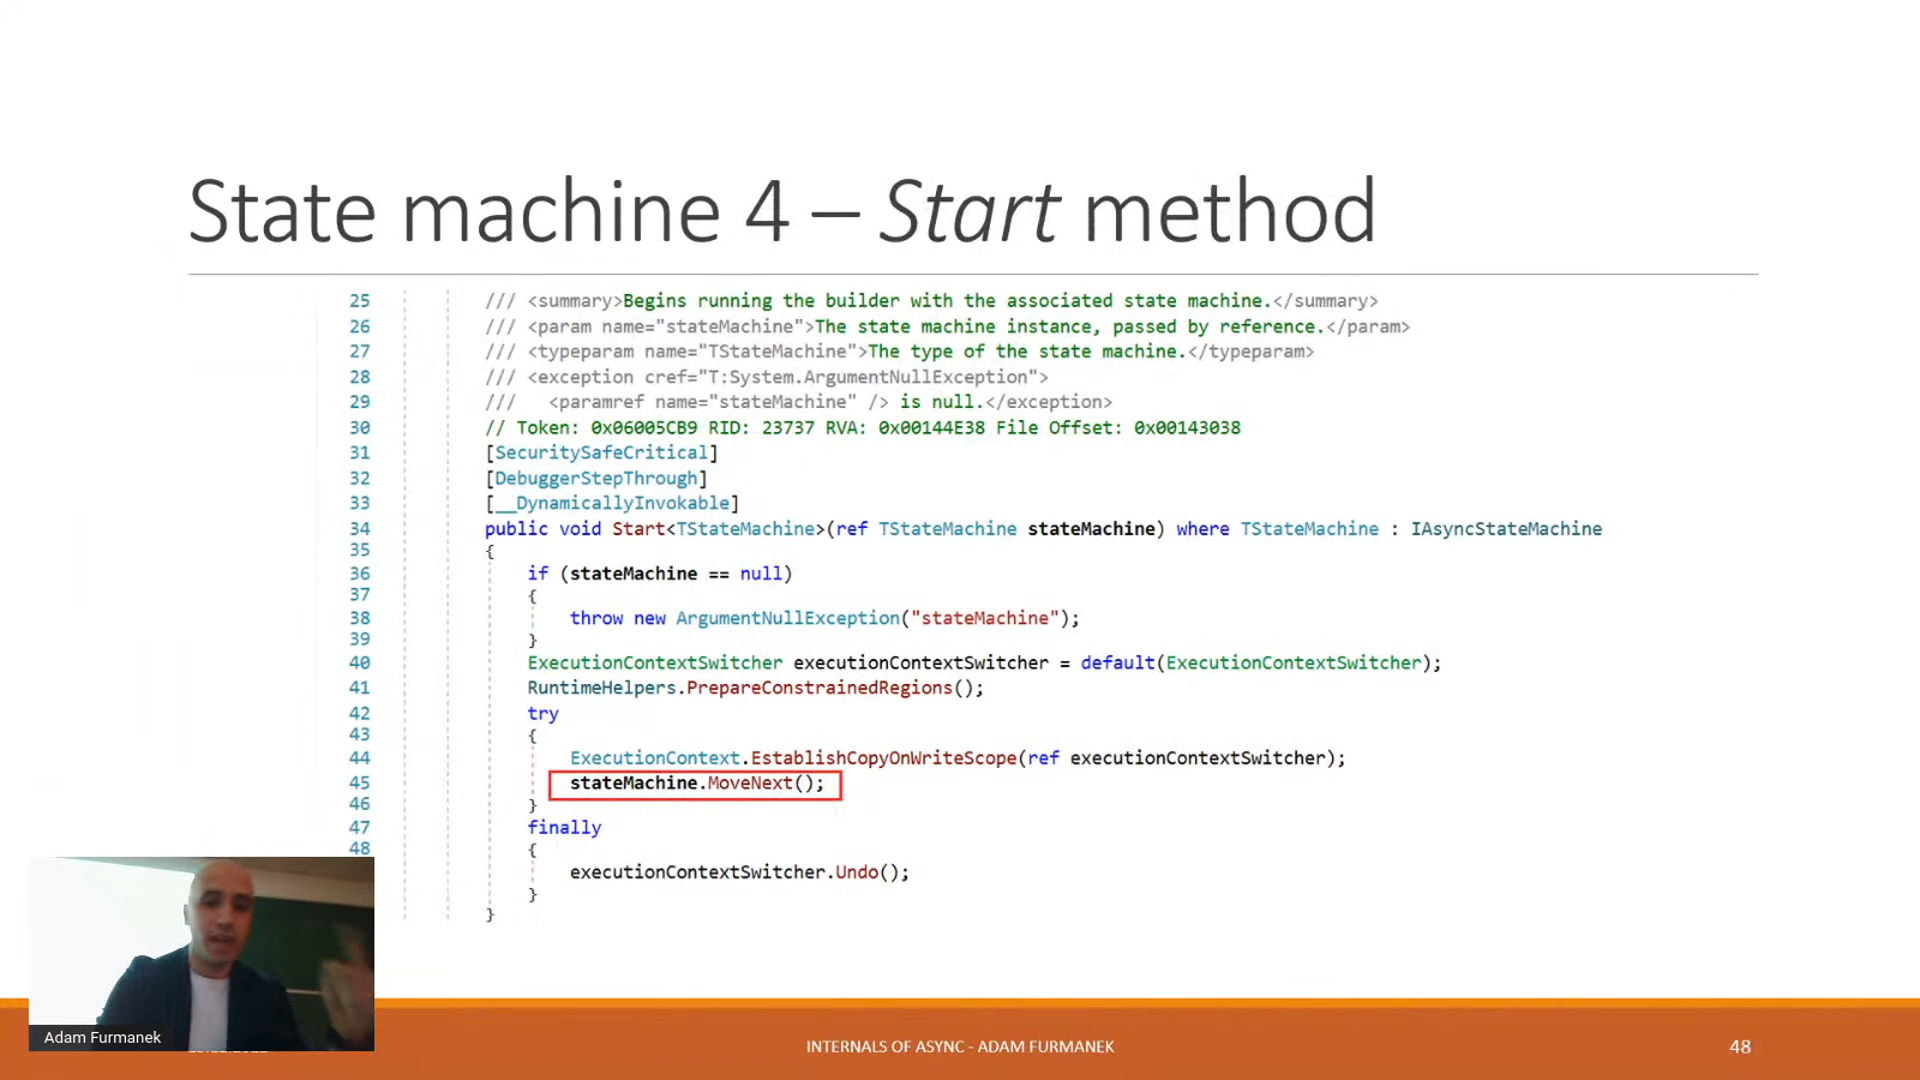 State machine 4 – Start method
25 /// <summary>Begins running the builder with the associated state machine.</summary>
26 /// <param name="stateMachine">The state machine instance, passed by reference.</param>
27 /// <typeparam name="TStateMachine">The type of the state machine.</typeparam>
28 /// <exception cref="T:System.ArgumentNullException">
29 ///   <paramref name="stateMachine" /> is null.</exception>
30 // Token: 0x06005CB9 RID: 23737 RVA: 0x00144E38 File Offset: 0x00143038
31 [SecuritySafeCritical]
32 [DebuggerStepThrough]
33 [__DynamicallyInvokable]
34 public void Start<TStateMachine>(ref TStateMachine stateMachine) where TStateMachine : IAsyncStateMachine
35 {
36 if (stateMachine == null)
37 {
38 throw new ArgumentNullException("stateMachine");
39 }
40 ExecutionContextSwitcher executionContextSwitcher = default(ExecutionContextSwitcher);
41 RuntimeHelpers.PrepareConstrainedRegions();
42 try
43 {
44 ExecutionContext.EstablishCopyOnWriteScope(ref executionContextSwitcher);
45 stateMachine.MoveNext();
46 }
47 finally
48 {
executionContextSwitcher.Undo();
}
}
Adam Furmanek
INTERNALS OF ASYNC - ADAM FURMANEK
48